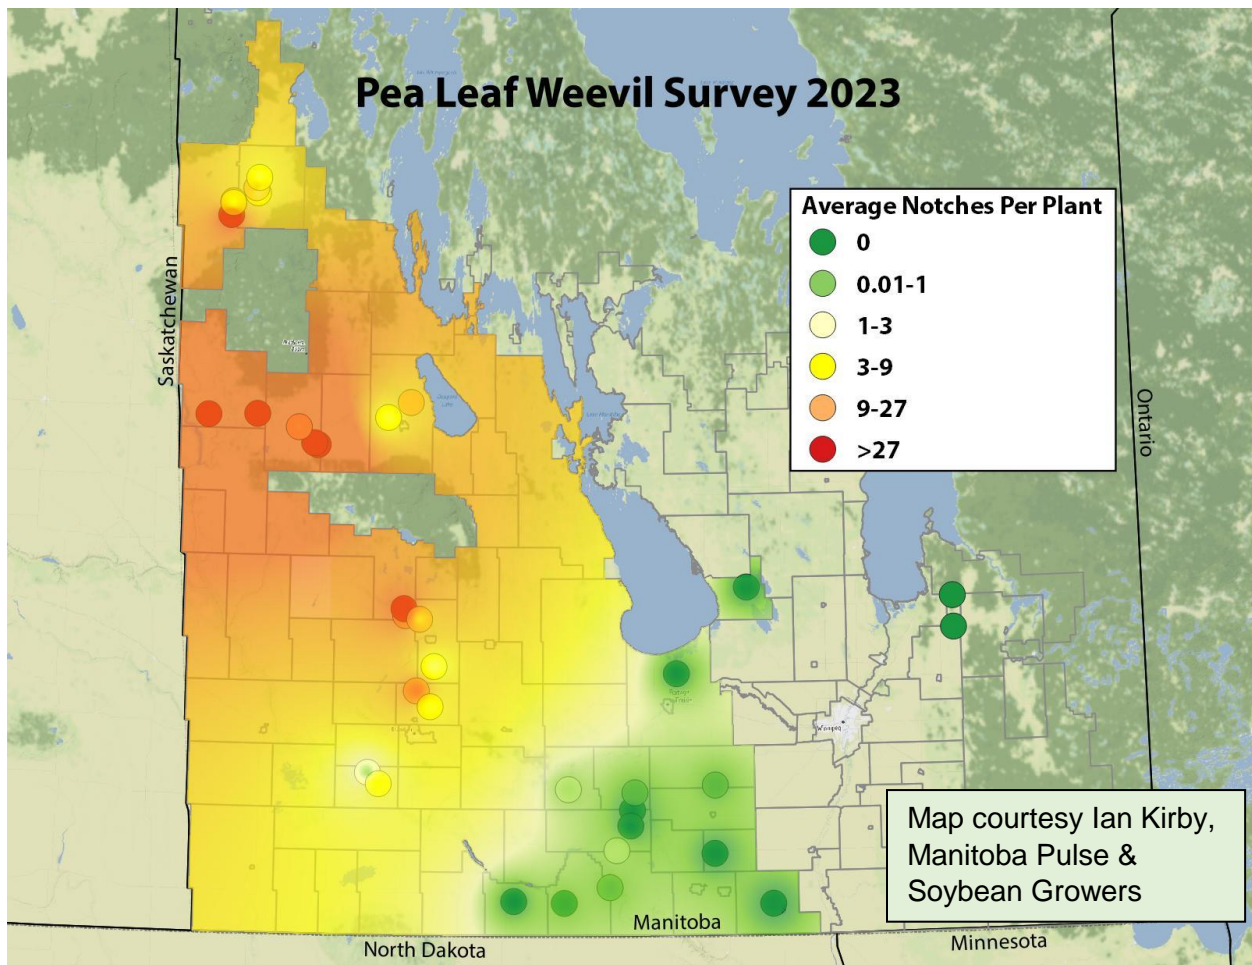 Pea Leaf Weevil Survey 2023
Average Notches Per Plant
0
0.01-1
1-3
3-9
9-27
>27
Saskatchewan
Ontario
Map courtesy Ian Kirby,
Manitoba Pulse &
Soybean Growers
Manitoba
North Dakota
Minnesota